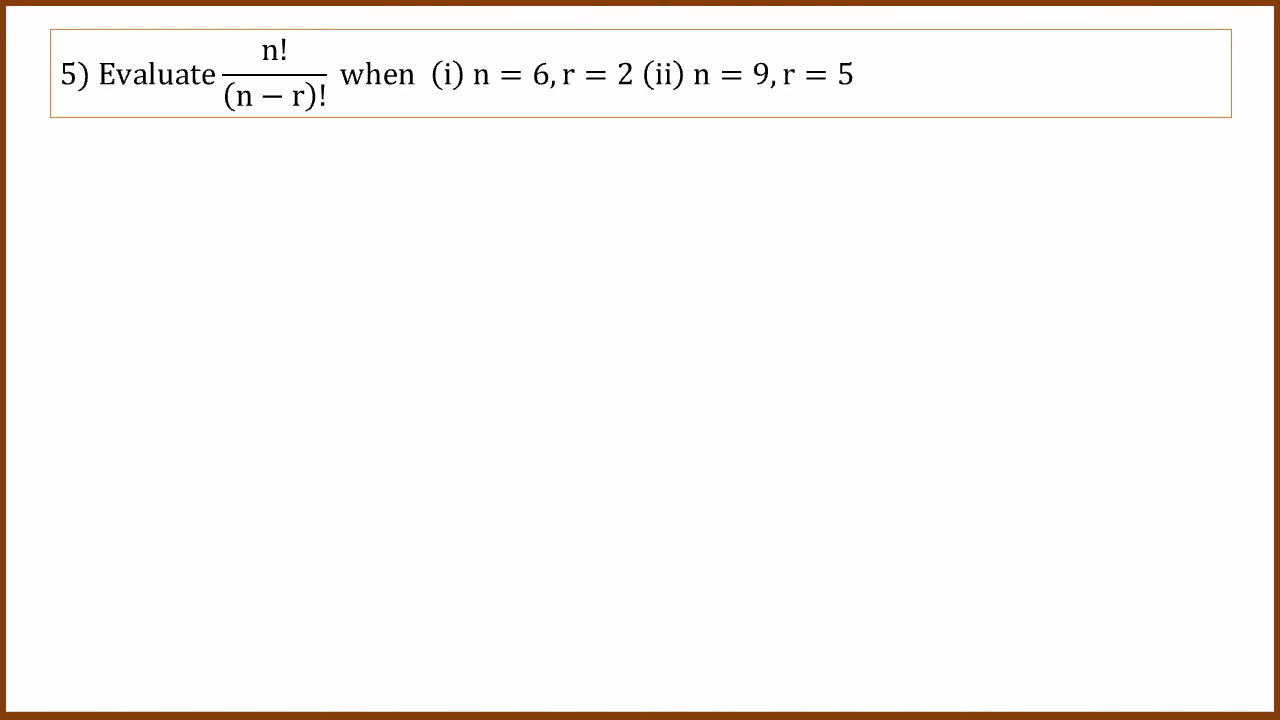 5) Evaluate n!/(n − r)! when (i) n = 6, r = 2 (ii) n = 9, r = 5